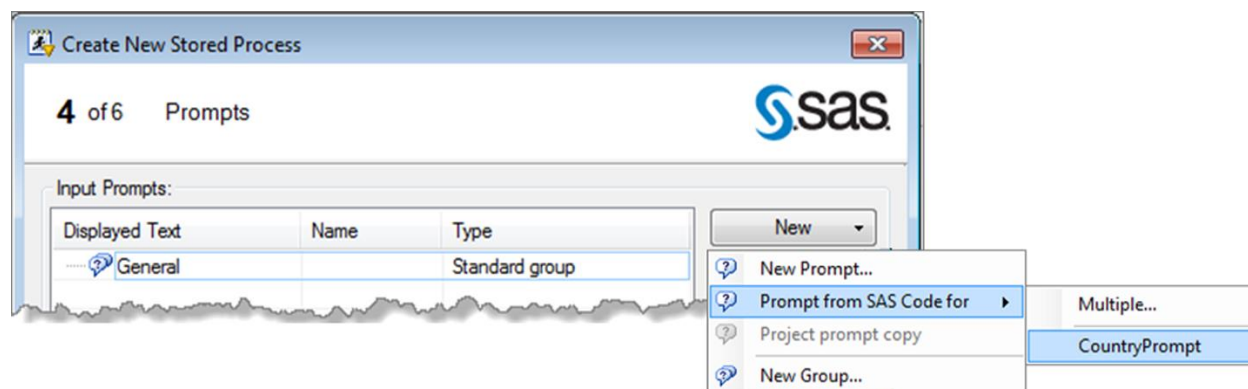 Create New Stored Process
4 of 6 Prompts
sas
Input Prompts:
Displayed Text Name Type
General Standard group
New
New Prompt...
Prompt from SAS Code for
Project prompt copy
New Group...
Multiple...
CountryPrompt